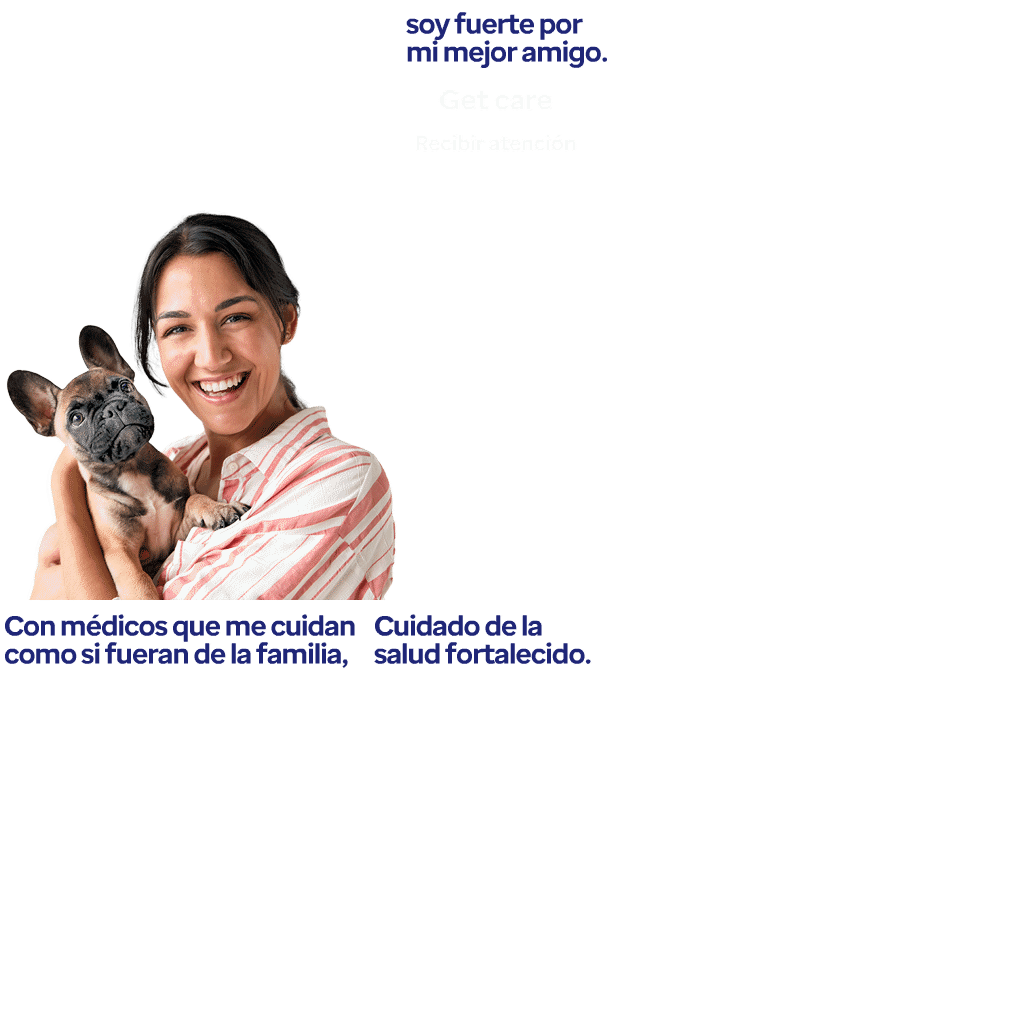 soy fuerte por
mi mejor amigo.
Get care
Recibir atención
Con médicos que me cuidan
como si fueran de la familia,
Cuidado de la
salud fortalecido.